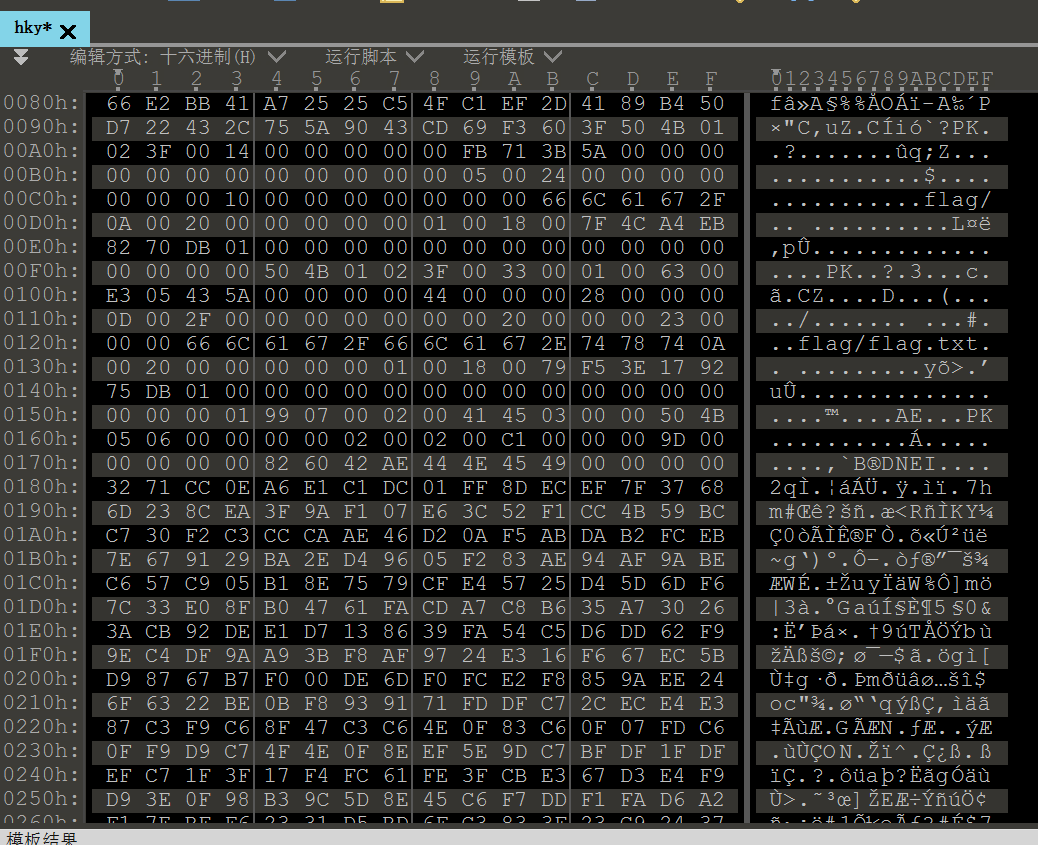 hky*
编辑方式: 十六进制(H) 运行脚本 运行模板
0 1 2 3 4 5 6 7 8 9 A B C D E F 0123456789ABCDEF
0080h: 66 E2 BB 41 A7 25 25 C5 4F C1 EF 2D 41 89 B4 50 fâ»A§%%ÅOÁï-A‰´P
0090h: D7 22 43 2C 75 5A 90 43 CD 69 F3 60 3F 50 4B 01 ×"C,uZ.CÍió`?PK.
00A0h: 02 3F 00 14 00 00 00 00 00 FB 71 3B 5A 00 00 00 .?.......ûq;Z...
00B0h: 00 00 00 00 00 00 00 00 00 05 00 24 00 00 00 00 ...........$....
00C0h: 00 00 00 10 00 00 00 00 00 00 00 66 6C 61 67 2F ...........flag/
00D0h: 0A 00 20 00 00 00 00 00 01 00 18 00 7F 4C A4 EB .. ..........L¤ë
00E0h: 82 70 DB 01 00 00 00 00 00 00 00 00 00 00 00 00 ‚pÛ.............
00F0h: 00 00 00 00 50 4B 01 02 3F 00 33 00 01 00 63 00 ....PK..?.3...c.
0100h: E3 05 43 5A 00 00 00 00 44 00 00 00 28 00 00 00 ã.CZ....D...(...
0110h: 0D 00 2F 00 00 00 00 00 00 00 20 00 00 00 23 00 ../....... ...#.
0120h: 00 00 66 6C 61 67 2F 66 6C 61 67 2E 74 78 74 0A ..flag/flag.txt.
0130h: 00 20 00 00 00 00 00 01 00 18 00 79 F5 3E 17 92 . .........yõ>.’
0140h: 75 DB 01 00 00 00 00 00 00 00 00 00 00 00 00 00 uÛ..............
0150h: 00 00 00 01 99 07 00 02 00 41 45 03 00 00 50 4B ....™....AE...PK
0160h: 05 06 00 00 00 00 02 00 02 00 C1 00 00 00 9D 00 ..........Á.....
0170h: 00 00 00 00 82 60 42 AE 44 4E 45 49 00 00 00 00 ....‚`B®DNEI....
0180h: 32 71 CC 0E A6 E1 C1 DC 01 FF 8D EC EF 7F 37 68 2qÌ.¦áÁÜ.ÿ.ìï.7h
0190h: 6D 23 8C EA 3F 9A F1 07 E6 3C 52 F1 CC 4B 59 BC m#Œê?šñ.æ<RñÌKY¼
01A0h: C7 30 F2 C3 CC CA AE 46 D2 0A F5 AB DA B2 FC EB Ç0òÃÌÊ®FÒ.õ«Ú²üë
01B0h: 7E 67 91 29 BA 2E D4 96 05 F2 83 AE 94 AF 9A BE ~g‘)º.Ô–.òƒ®”¯š¾
01C0h: C6 57 C9 05 B1 8E 75 79 CF E4 57 25 D4 5D 6D F6 ÆWÉ.±ŽuyÏäW%Ô]mö
01D0h: 7C 33 E0 8F B0 47 61 FA CD A7 C8 B6 35 A7 30 26 |3à.°GaúÍ§È¶5§0&
01E0h: 3A CB 92 DE E1 D7 13 86 39 FA 54 C5 D6 DD 62 F9 :Ë’Þá×.†9úTÅÖÝbù
01F0h: 9E C4 DF 9A A9 3B F8 AF 97 24 E3 16 F6 67 EC 5B žÄßš©;ø¯—$ã.ögì[
0200h: D9 87 67 B7 F0 00 DE 6D F0 FC E2 F8 85 9A EE 24 Ù‡g·ð.Þmðüâø…šî$
0210h: 6F 63 22 BE 0B F8 93 91 71 FD DF C7 2C EC E4 E3 oc"¾.ø“‘qýßÇ,ìäã
0220h: 87 C3 F9 C6 8F 47 C3 C6 4E 0F 83 C6 0F 07 FD C6 ‡ÃùÆ.GÃÆN.ƒÆ..ýÆ
0230h: 0F F9 D9 C7 4F 4E 0F 8E EF 5E 9D C7 BF DF 1F DF .ùÙÇON.Žï^.Ç¿ß.ß
0240h: EF C7 1F 3F 17 F4 FC 61 FE 3F CB E3 67 D3 E4 F9 ïÇ.?.ôüaþ?ËãgÓäù
0250h: D9 3E 0F 98 B3 9C 5D 8E 45 C6 F7 DD F1 FA D6 A2 Ù>.˜³œ]ŽEÆ÷ÝñúÖ¢
模板结果